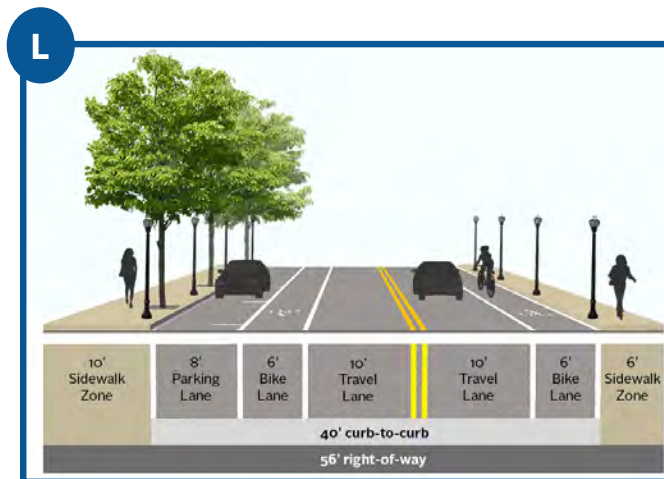 L
10'
Sidewalk
Zone
8'
Parking
Lane
6'
Bike
Lane
10'
Travel
Lane
10'
Travel
Lane
6'
Bike
Lane
6'
Sidewalk
Zone
40' curb-to-curb
56' right-of-way